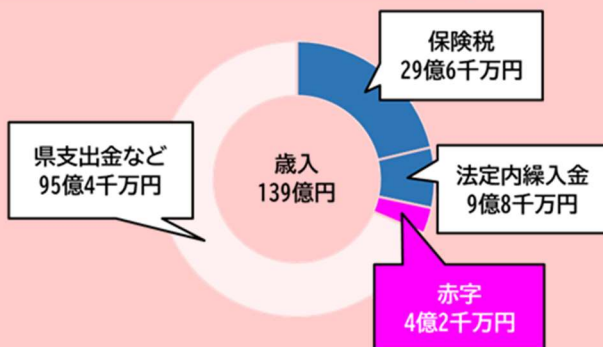 保険税
29億6千万円
県支出金など
95億4千万円
歳入
139億円
法定内繰入金
9億8千万円
赤字
4億2千万円